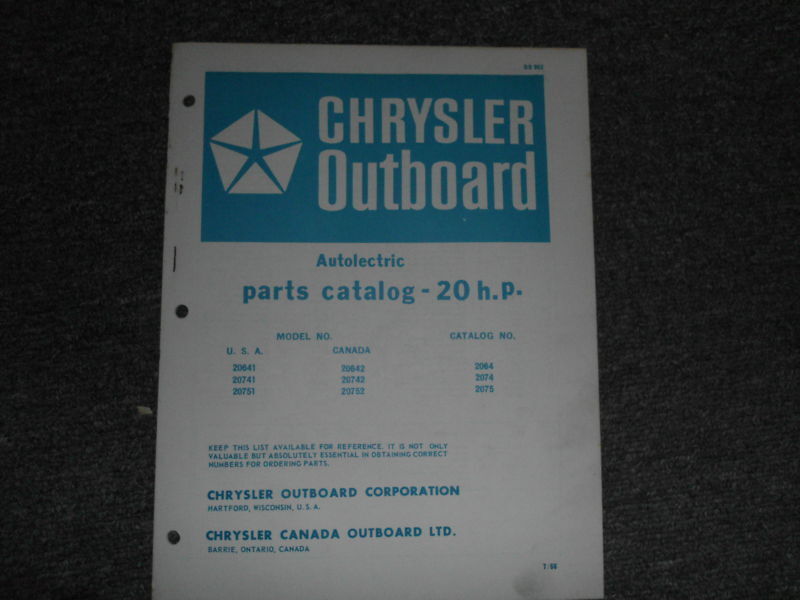 CHRYSLER
Outboard
Autolectric
parts catalog - 20 h.p.
MODEL NO. CATALOG NO.
U. S. A. CANADA
20641 20642 2064
20741 20742 2074
20751 20752 2075
KEEP THIS LIST AVAILABLE FOR REFERENCE. IT IS NOT ONLY
VALUABLE BUT ABSOLUTELY ESSENTIAL IN OBTAINING CORRECT
NUMBERS FOR ORDERING PARTS.
CHRYSLER OUTBOARD CORPORATION
HARTFORD, WISCONSIN, U. S. A.
CHRYSLER CANADA OUTBOARD LTD.
BARRIE, ONTARIO, CANADA
7/66